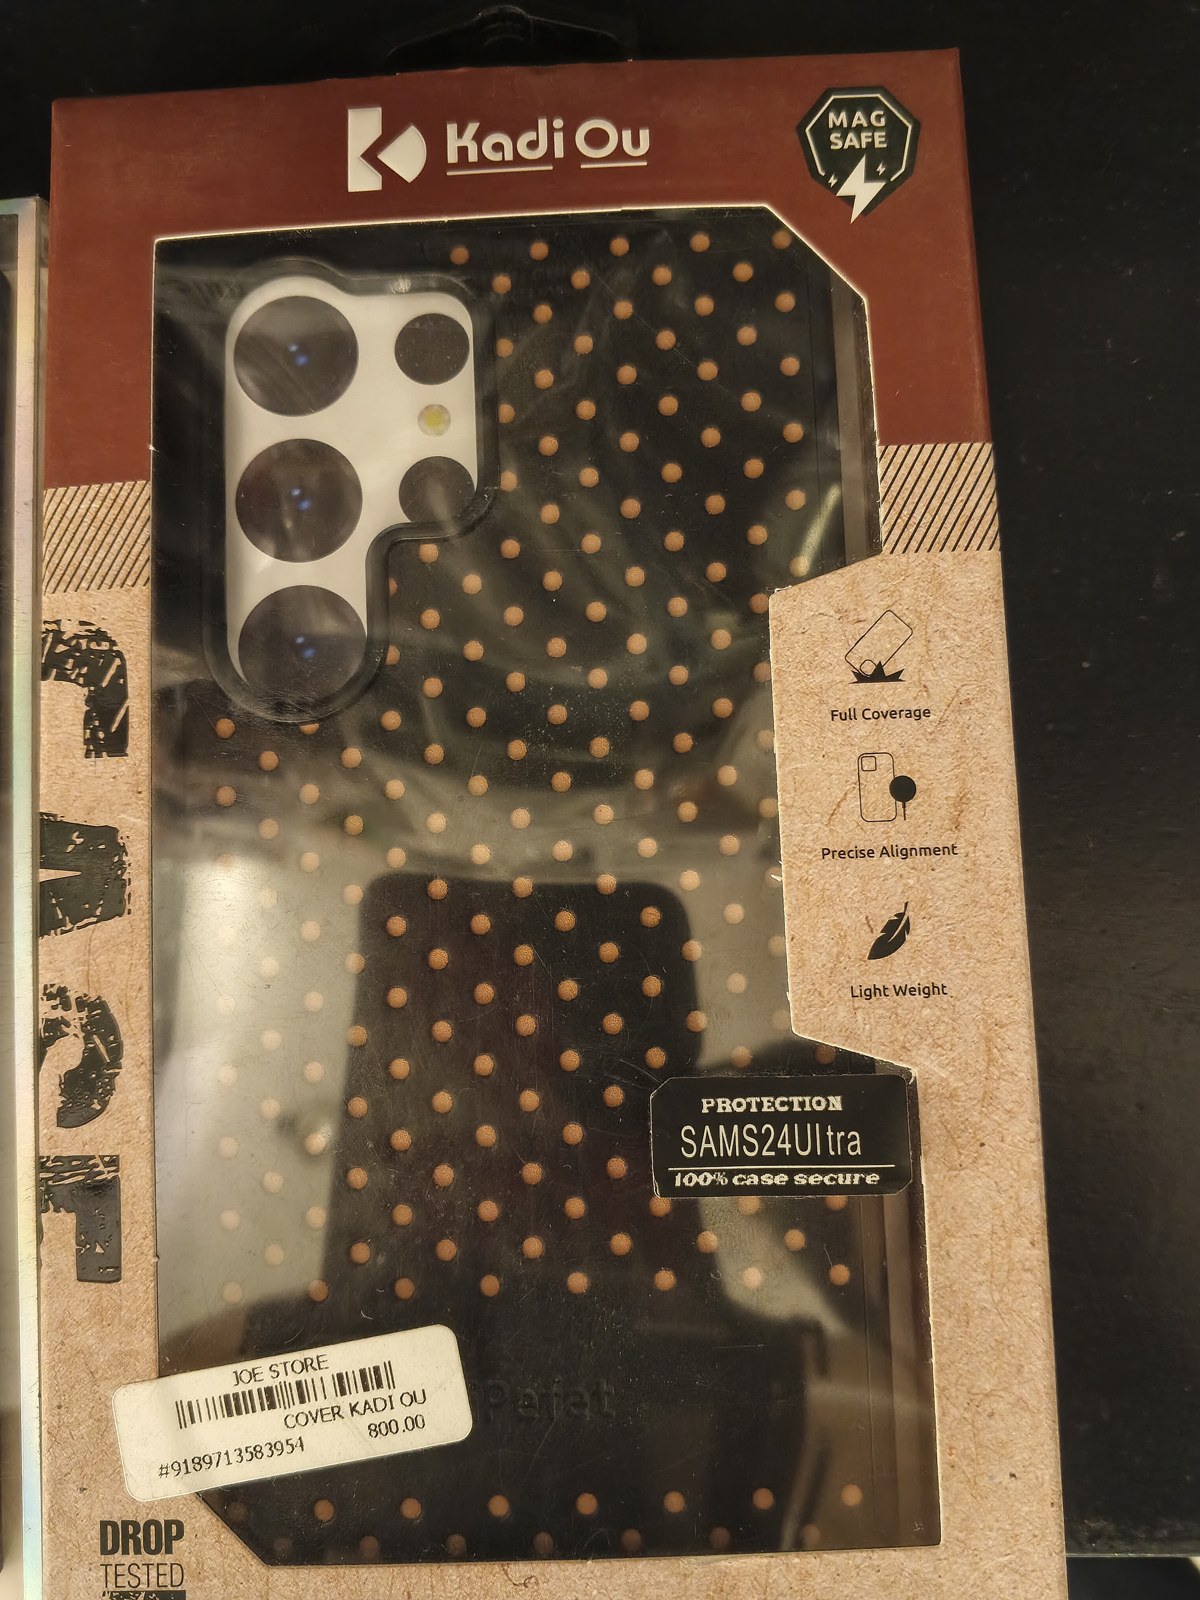 Kadi Ou
MAG
SAFE
Full Coverage
Precise Alignment
Light Weight
PROTECTION
SAMS24Ultra
100% case secure
JOE STORE
COVER KADI OU
800.00
#9189713583954
DROP
TESTED